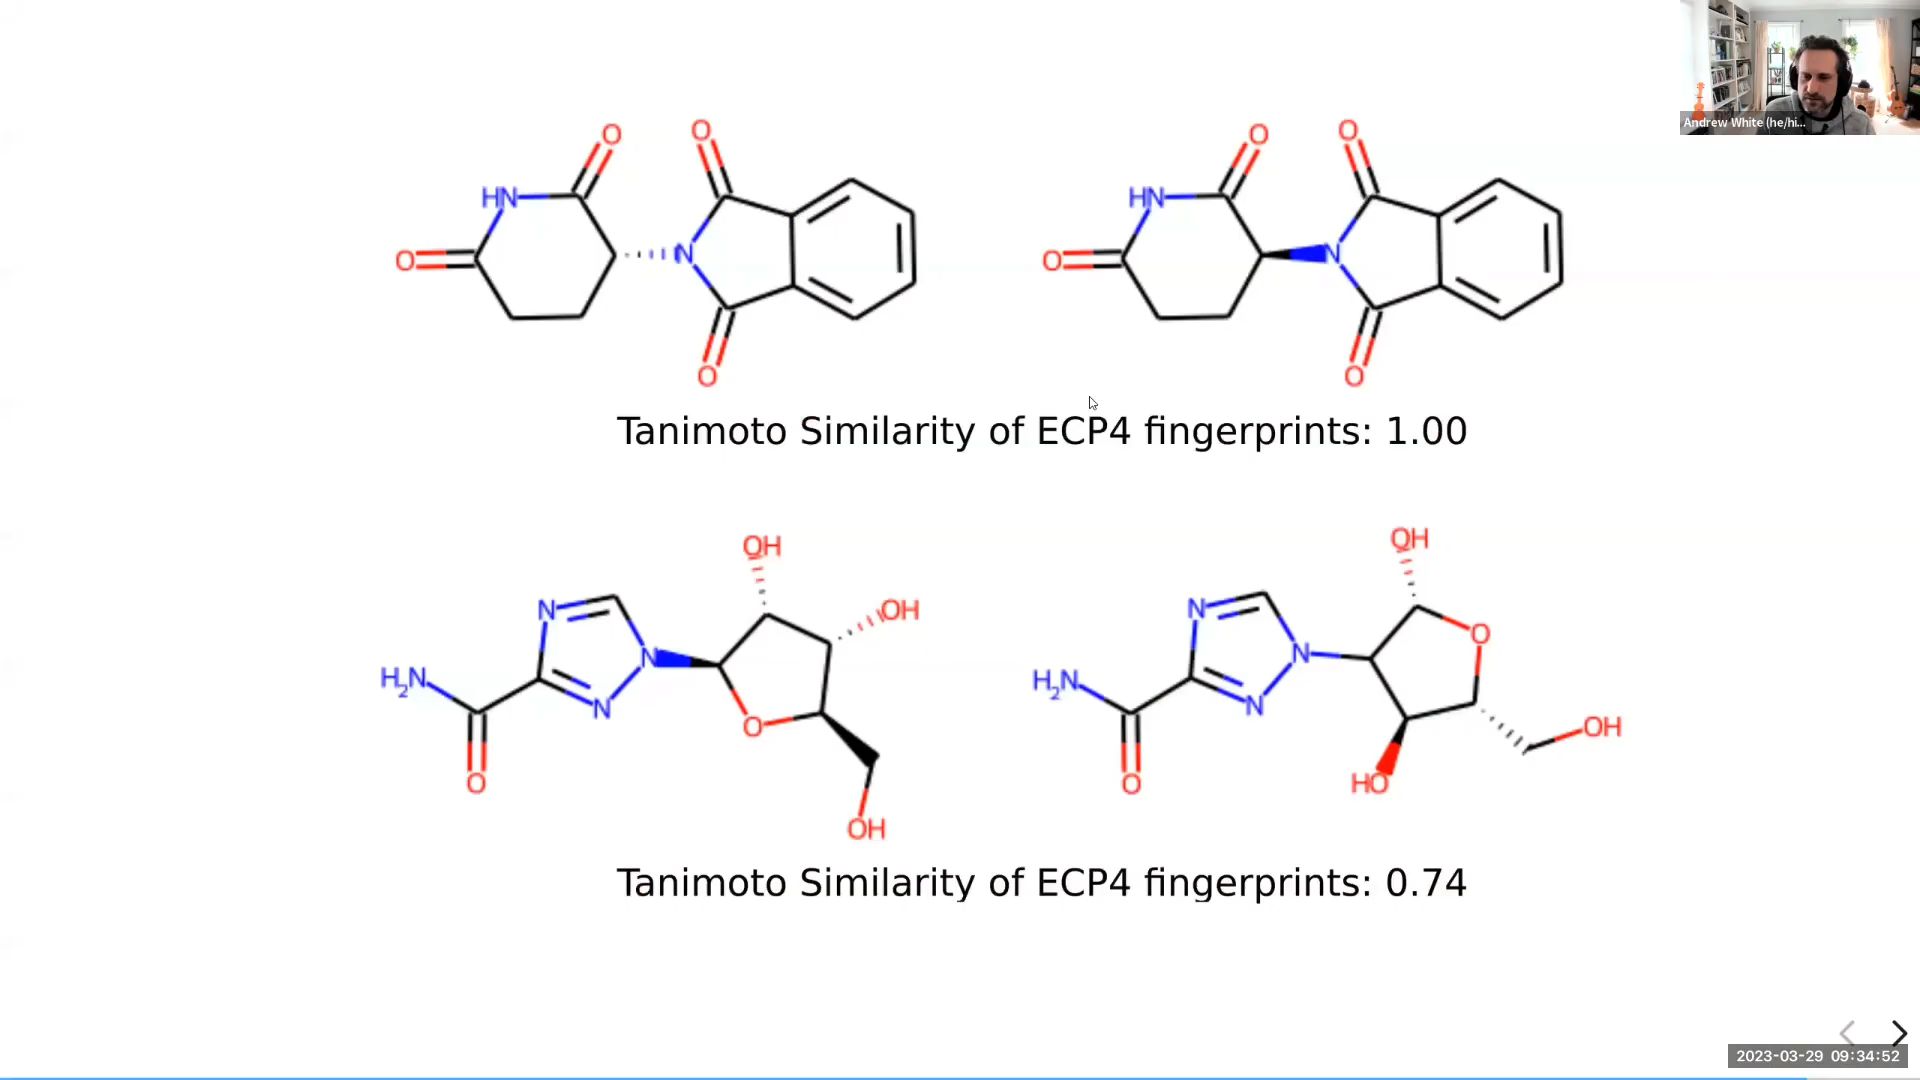 Andrew White (he/hi...
O O O O
HN HN
O N O N
O O
Tanimoto Similarity of ECP4 fingerprints: 1.00
OH OH
N OH N O
N N
H2N N H2N N
O OH
O HO O
OH
Tanimoto Similarity of ECP4 fingerprints: 0.74
2023-03-29 09:34:52